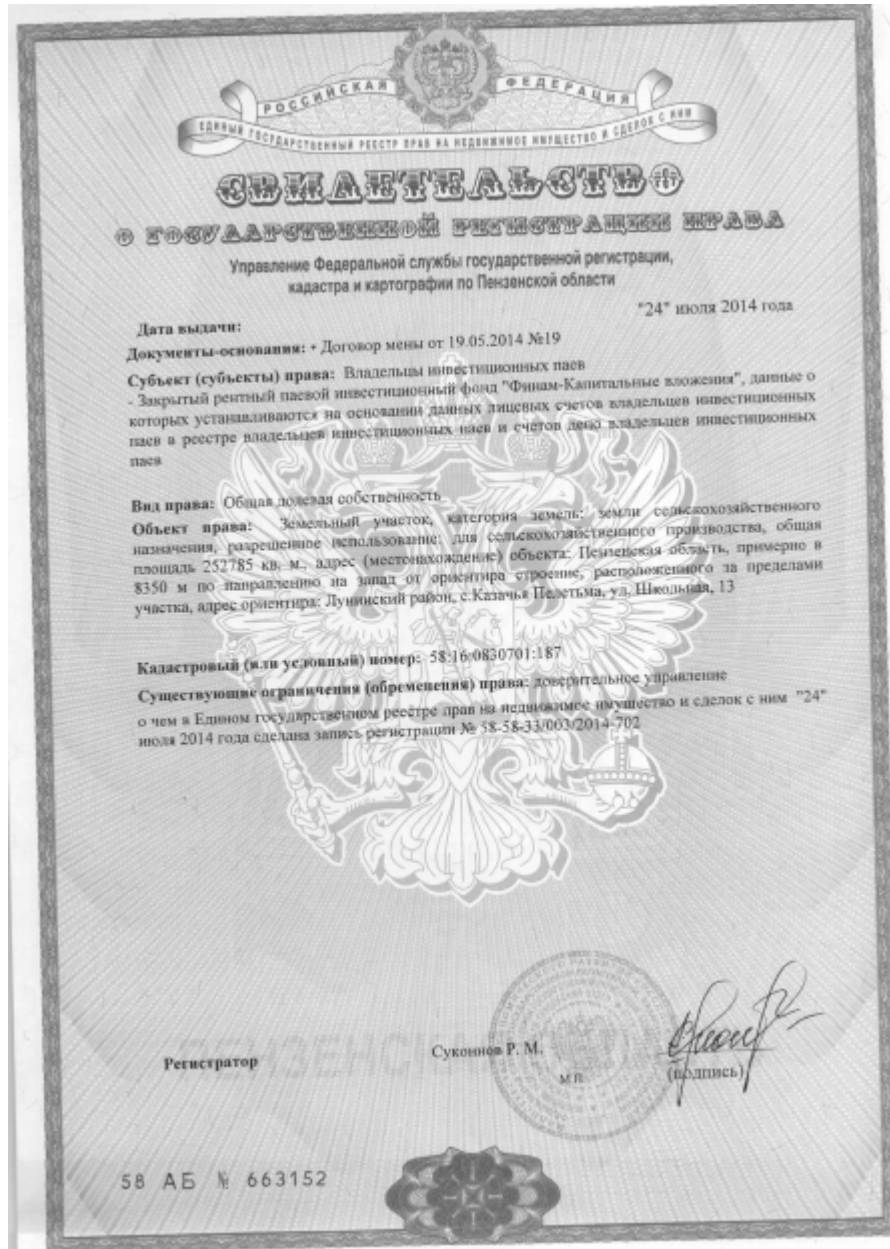 РОССИЙСКАЯ ФЕДЕРАЦИЯ
ЕДИНЫЙ ГОСУДАРСТВЕННЫЙ РЕЕСТР ПРАВ НА НЕДВИЖИМОЕ ИМУЩЕСТВО И СДЕЛОК С НИМ
СВИДЕТЕЛЬСТВО
О ГОСУДАРСТВЕННОЙ РЕГИСТРАЦИИ ПРАВА
Управление Федеральной службы государственной регистрации,
кадастра и картографии по Пензенской области
"24" июля 2014 года
Дата выдачи:
Документы-основания: • Договор мены от 19.05.2014 №19
Субъект (субъекты) права: Владельцы инвестиционных паев
- Закрытый рентный паевой инвестиционный фонд "Финам-Капитальные вложения", данные о
которых устанавливаются на основании данных лицевых счетов владельцев инвестиционных
паев в реестре владельцев инвестиционных паев и счетов депо владельцев инвестиционных
паев
Вид права: Общая долевая собственность
Объект права: Земельный участок, категория земель: земли сельскохозяйственного
назначения, разрешенное использование: для сельскохозяйственного производства, общая
площадь 252785 кв. м., адрес (местонахождение) объекта: Пензенская область, примерно в
8350 м по направлению на запад от ориентира строение, расположенного за пределами
участка, адрес ориентира: Лунинский район, с.Казачья Пелетьма, ул. Школьная, 13
Кадастровый (или условный) номер: 58:16:0830701:187
Существующие ограничения (обременения) права: доверительное управление
о чем в Едином государственном реестре прав на недвижимое имущество и сделок с ним "24"
июля 2014 года сделана запись регистрации № 58-58-33/003/2014-702
Регистратор
Суконнов Р. М.
м.п.
(подпись)
58 АБ № 663152